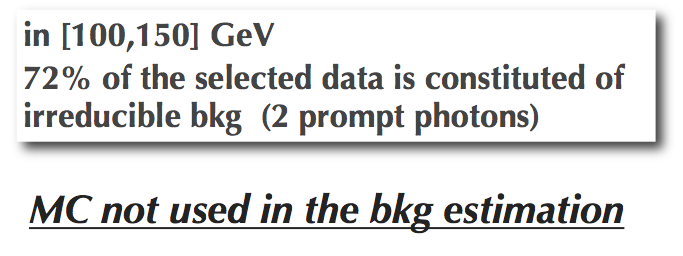 in [100,150] GeV
72% of the selected data is constituted of
irreducible bkg (2 prompt photons)
MC not used in the bkg estimation